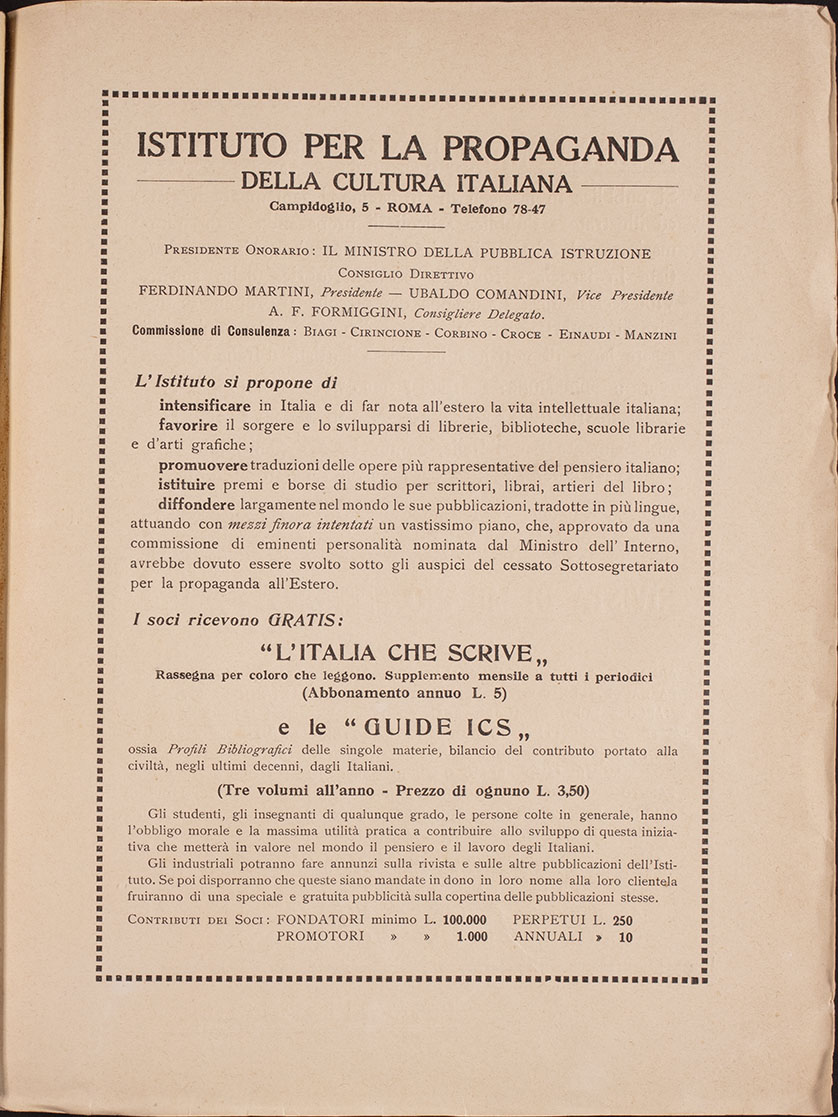 ISTITUTO PER LA PROPAGANDA
DELLA CULTURA ITALIANA
Campidoglio, 5 - ROMA - Telefono 78-47
Presidente Onorario: IL MINISTRO DELLA PUBBLICA ISTRUZIONE
Consiglio Direttivo
FERDINANDO MARTINI, Presidente — UBALDO COMANDINI, Vice Presidente
A. F. FORMIGGINI, Consigliere Delegato.
Commissione di Consulenza: Biagi - Cirincione - Corbino - Croce - Einaudi - Manzini
L'Istituto si propone di
intensificare in Italia e di far nota all'estero la vita intellettuale italiana;
favorire il sorgere e lo svilupparsi di librerie, biblioteche, scuole librarie
e d'arti grafiche;
promuovere traduzioni delle opere più rappresentative del pensiero italiano;
istituire premi e borse di studio per scrittori, librai, artieri del libro;
diffondere largamente nel mondo le sue pubblicazioni, tradotte in più lingue,
attuando con mezzi finora intentati un vastissimo piano, che, approvato da una
commissione di eminenti personalità nominata dal Ministro dell' Interno,
avrebbe dovuto essere svolto sotto gli auspici del cessato Sottosegretariato
per la propaganda all'Estero.
I soci ricevono GRATIS:
“L'ITALIA CHE SCRIVE„
Rassegna per coloro che leggono. Supplemento mensile a tutti i periodici
(Abbonamento annuo L. 5)
e le “GUIDE ICS„
ossia Profili Bibliografici delle singole materie, bilancio del contributo portato alla
civiltà, negli ultimi decenni, dagli Italiani.
(Tre volumi all'anno - Prezzo di ognuno L. 3,50)
Gli studenti, gli insegnanti di qualunque grado, le persone colte in generale, hanno
l'obbligo morale e la massima utilità pratica a contribuire allo sviluppo di questa inizia-
tiva che metterà in valore nel mondo il pensiero e il lavoro degli Italiani.
Gli industriali potranno fare annunzi sulla rivista e sulle altre pubblicazioni dell'Isti-
tuto. Se poi disporranno che queste siano mandate in dono in loro nome alla loro clientela
fruiranno di una speciale e gratuita pubblicità sulla copertina delle pubblicazioni stesse.
Contributi dei Soci: FONDATORI minimo L. 100.000 PERPETUI L. 250
PROMOTORI » » 1.000 ANNUALI » 10